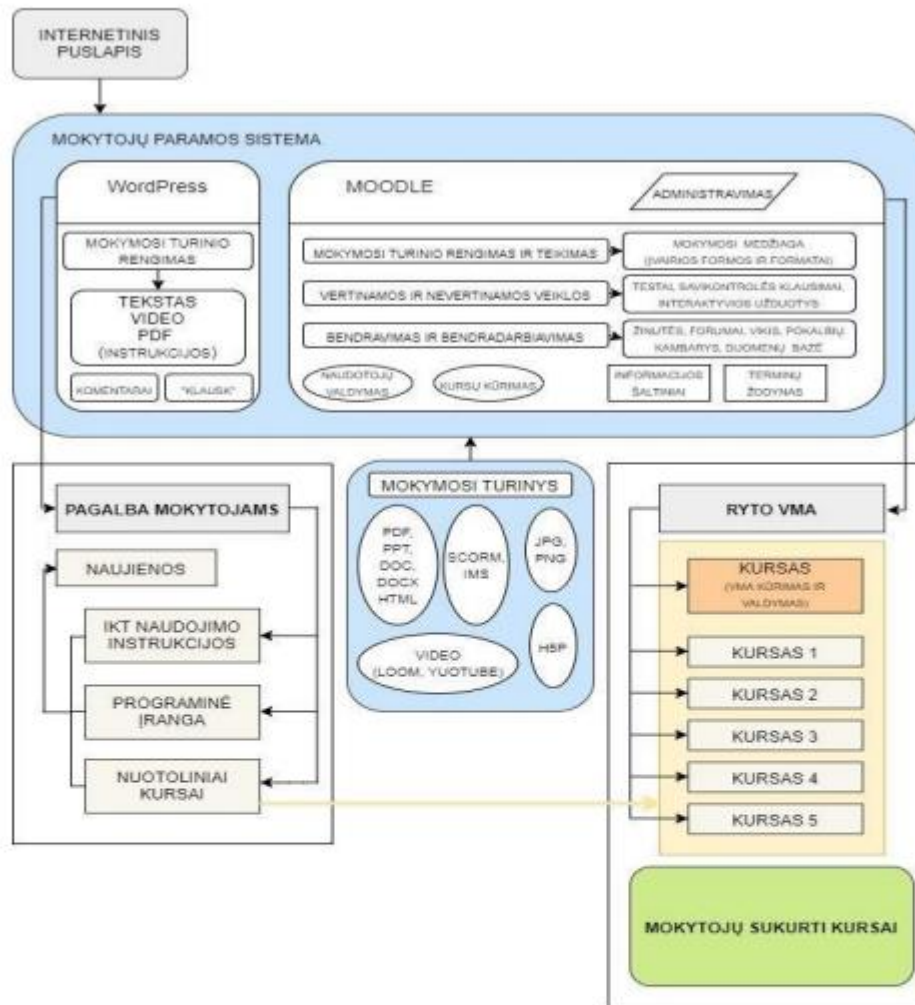 INTERNETINIS
PUSLAPIS
MOKYTOJŲ PARAMOS SISTEMA
WordPress
MOKYMOSI TURINIO
RENGIMAS
TEKSTAS
VIDEO
PDF
(INSTRUKCIJOS)
KOMENTARAI
"KLAUSK"
MOODLE
ADMINISTRAVIMAS
MOKYMOSI TURINIO RENGIMAS IR TEIKIMAS
MOKYMOSI MEDŽIAGA
(ĮVAIRIOS FORMOS IR FORMATAI)
VERTINAMOS IR NEVERTINAMOS VEIKLOS
TESTAI, SAVIKONTROLĖS KLAUSIMAI,
INTERAKTYVIOS UŽDUOTYS
BENDRAVIMAS IR BENDRADARBIAVIMAS
ŽINUTĖS, FORUMAI, VIKIS, POKALBIŲ
KAMBARYS, DUOMENŲ BAZĖ
NAUDOTOJŲ
VALDYMAS
KURSŲ KŪRIMAS
INFORMACIJOS
ŠALTINIAI
TERMINŲ
ŽODYNAS
PAGALBA MOKYTOJAMS
NAUJIENOS
IKT NAUDOJIMO
INSTRUKCIJOS
PROGRAMINĖ
ĮRANGA
NUOTOLINIAI
KURSAI
MOKYMOSI TURINYS
PDF,
PPT,
DOC,
DOCX
HTML
SCORM,
IMS
JPG,
PNG
VIDEO
(LOOM, YUOTUBE)
H5P
RYTO VMA
KURSAS
(VMA KŪRIMAS IR
VALDYMAS)
KURSAS 1
KURSAS 2
KURSAS 3
KURSAS 4
KURSAS 5
MOKYTOJŲ SUKURTI KURSAI